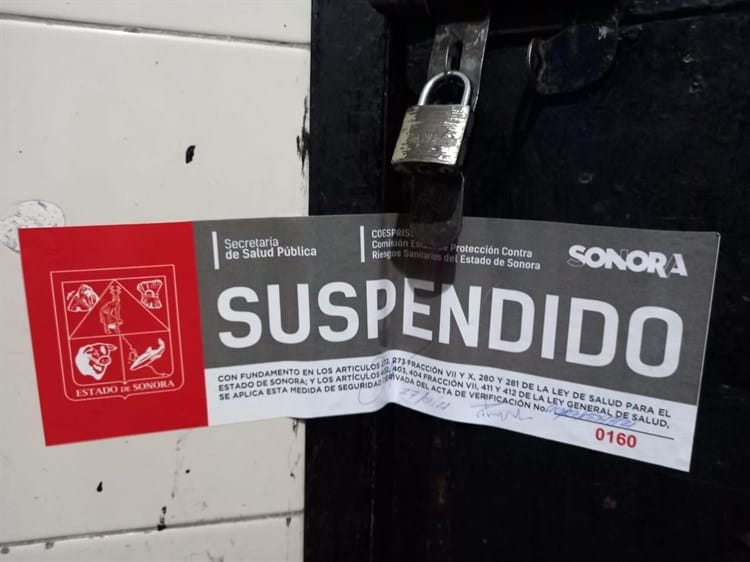 Secretaría
de Salud Pública
COESPRISSON
Comisión Estatal de Protección Contra
Riesgos Sanitarios del Estado de Sonora
SONORA
SUSPENDIDO
ESTADO DE SONORA
CON FUNDAMENTO EN LOS ARTICULOS 273 FRACCIÓN VII Y X, 280 Y 281 DE LA LEY DE SALUD PARA EL
ESTADO DE SONORA; Y LOS ARTÍCULOS 402, 403, 404 FRACCIÓN VII, 411 Y 412 DE LA LEY GENERAL DE SALUD,
SE APLICA ESTA MEDIDA DE SEGURIDAD DERIVADA DEL ACTA DE VERIFICACIÓN No.
0160